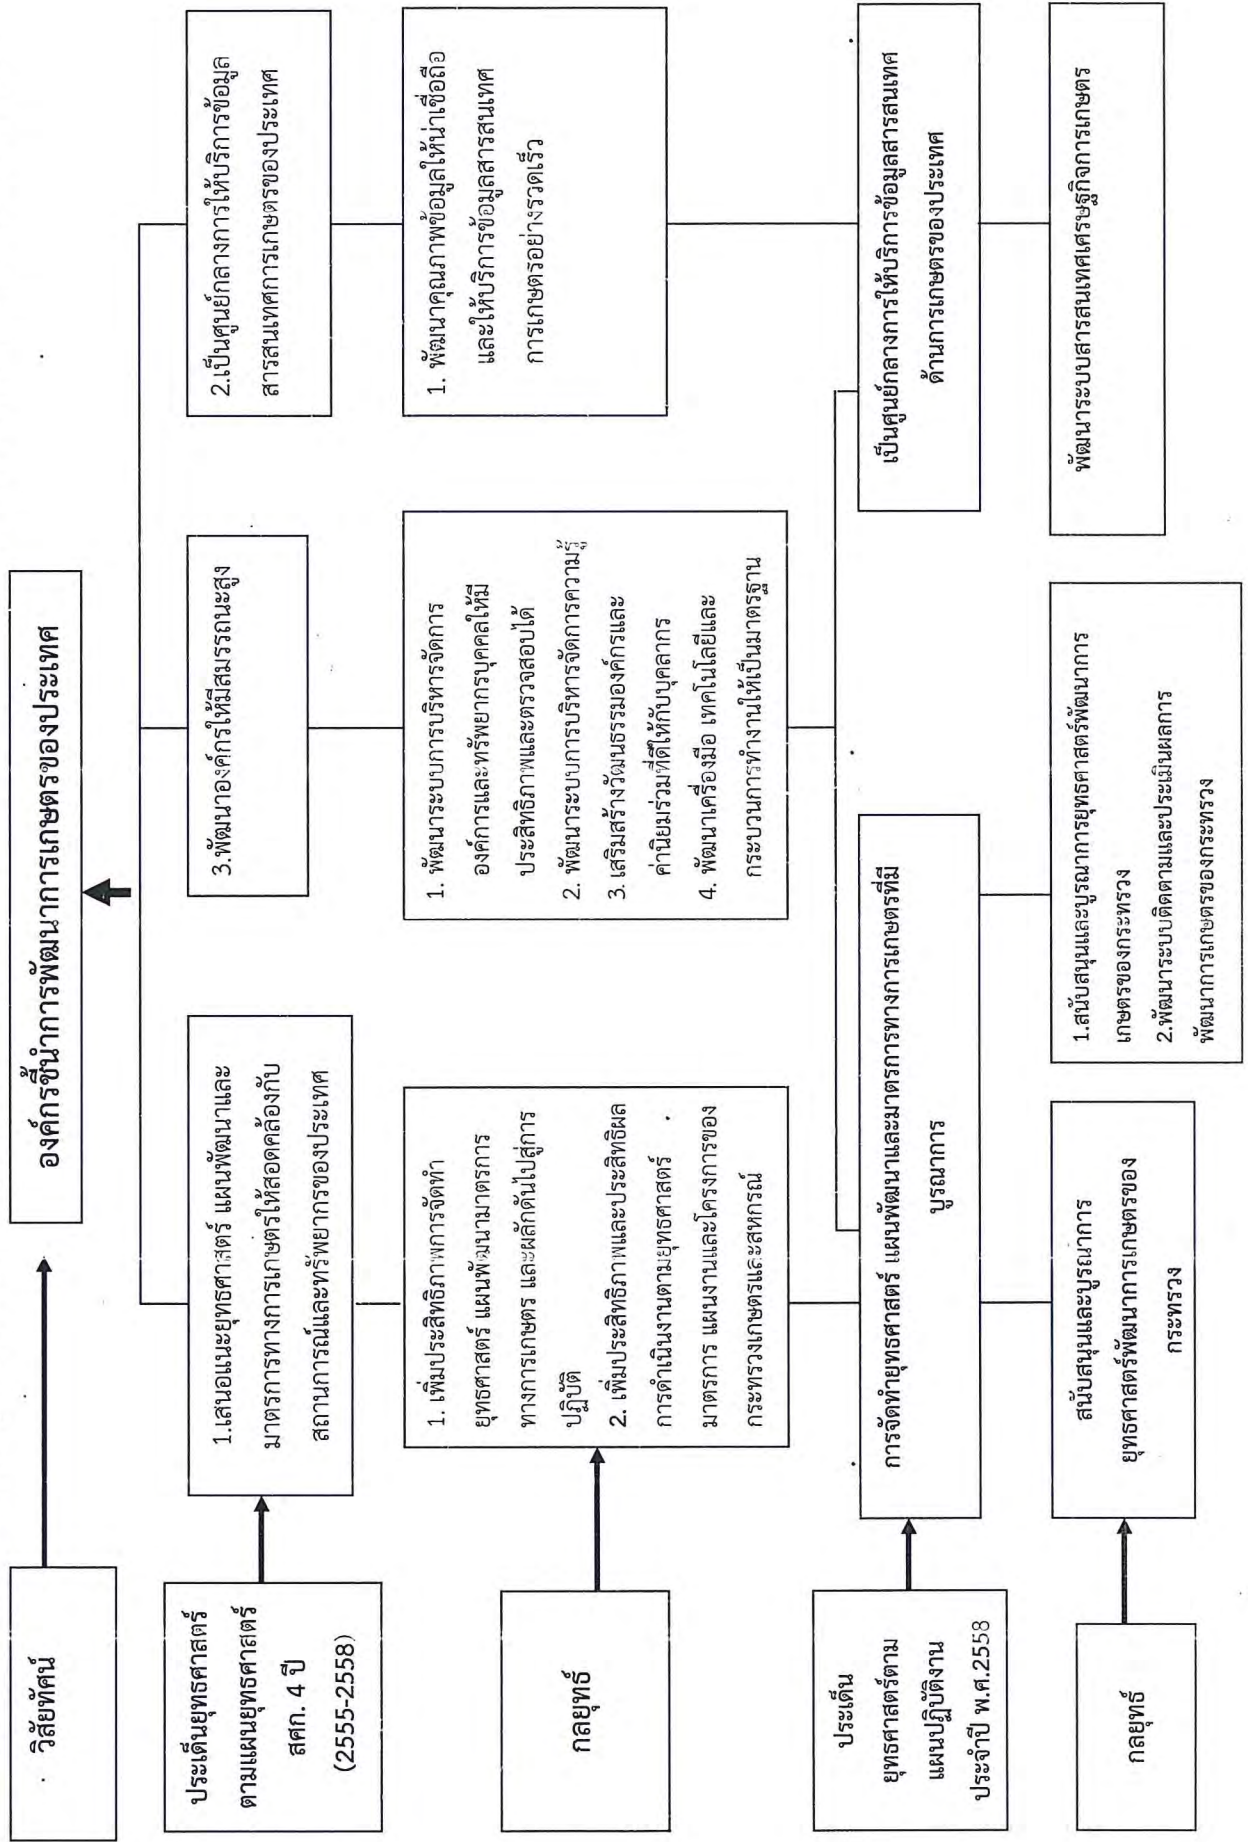 วิสัยทัศน์
องค์กรชี้นำการพัฒนาการเกษตรของประเทศ
ประเด็นยุทธศาสตร์
ตามแผนยุทธศาสตร์
สศก. 4 ปี
(2555-2558)
1.เสนอแนะยุทธศาสตร์ แผนพัฒนาและ
มาตรการทางการเกษตรให้สอดคล้องกับ
สถานการณ์และทรัพยากรของประเทศ
3.พัฒนาองค์กรให้มีสมรรถนะสูง
2.เป็นศูนย์กลางการให้บริการข้อมูล
สารสนเทศการเกษตรของประเทศ
กลยุทธ์
1. เพิ่มประสิทธิภาพการจัดทำ
ยุทธศาสตร์ แผนพัฒนามาตรการ
ทางการเกษตร และผลักดันไปสู่การ
ปฏิบัติ
2. เพิ่มประสิทธิภาพและประสิทธิผล
การดำเนินงานตามยุทธศาสตร์
มาตรการ แผนงานและโครงการของ
กระทรวงเกษตรและสหกรณ์
1. พัฒนาระบบการบริหารจัดการ
องค์การและทรัพยากรบุคคลให้มี
ประสิทธิภาพและตรวจสอบได้
2. พัฒนาระบบการบริหารจัดการความรู้
3. เสริมสร้างวัฒนธรรมองค์กรและ
ค่านิยมร่วมที่ดีให้กับบุคลากร
4. พัฒนาเครื่องมือ เทคโนโลยีและ
กระบวนการทำงานให้เป็นมาตรฐาน
1. พัฒนาคุณภาพข้อมูลให้น่าเชื่อถือ
และให้บริการข้อมูลสารสนเทศ
การเกษตรอย่างรวดเร็ว
ประเด็น
ยุทธศาสตร์ตาม
แผนปฏิบัติงาน
ประจำปี พ.ศ.2558
การจัดทำยุทธศาสตร์ แผนพัฒนาและมาตรการทางการเกษตรที่มี
บูรณาการ
เป็นศูนย์กลางการให้บริการข้อมูลสารสนเทศ
ด้านการเกษตรของประเทศ
กลยุทธ์
สนับสนุนและบูรณาการ
ยุทธศาสตร์พัฒนาการเกษตรของ
กระทรวง
1.สนับสนุนและบูรณาการยุทธศาสตร์พัฒนาการ
เกษตรของกระทรวง
2.พัฒนาระบบติดตามและประเมินผลการ
พัฒนาการเกษตรของกระทรวง
พัฒนาระบบสารสนเทศเศรษฐกิจการเกษตร